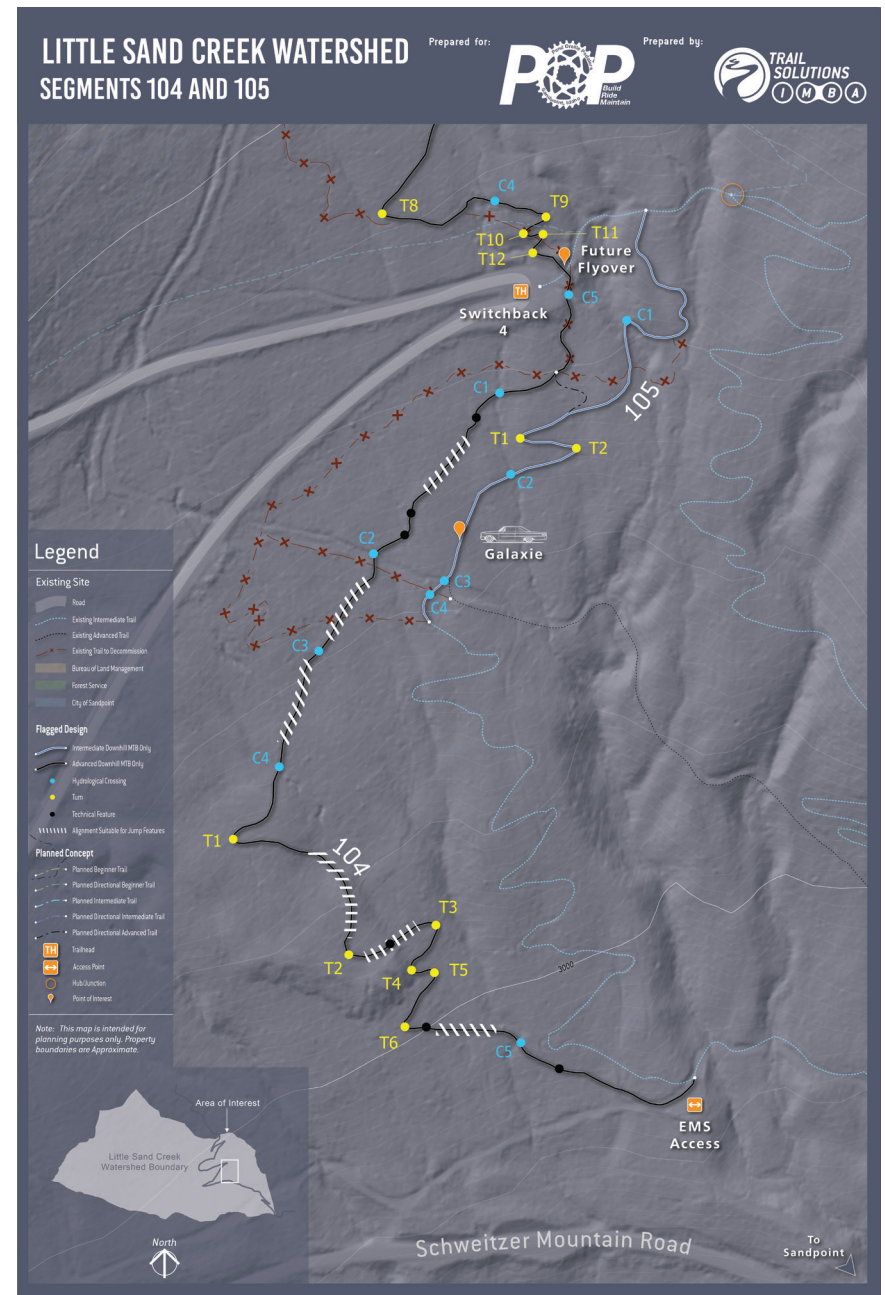 LITTLE SAND CREEK WATERSHED
SEGMENTS 104 AND 105
Prepared for:
POP
Build
Ride
Maintain
Prepared by:
TRAIL
SOLUTIONS
IMBA
C4
T8
T9
T10
T11
T12
Future
Flyover
TH
C5
Switchback
4
C1
C1
105
T1
T2
C2
C2
Galaxie
C3
C4
C3
C4
T1
104
T3
T2
T4
T5
3000
T6
C5
EMS
Access
Schweitzer Mountain Road
To
Sandpoint
Legend
Existing Site
Road
Existing Intermediate Trail
Existing Advanced Trail
Existing Trail to Decommission
Bureau of Land Management
Forest Service
City of Sandpoint
Flagged Design
Intermediate Downhill MTB Only
Advanced Downhill MTB Only
Hydrological Crossing
Turn
Technical Feature
Alignment Suitable for Jump Features
Planned Concept
Planned Beginner Trail
Planned Directional Beginner Trail
Planned Intermediate Trail
Planned Directional Intermediate Trail
Planned Directional Advanced Trail
TH
Trailhead
Access Point
Hub/Junction
Point of Interest
Note: This map is intended for
planning purposes only. Property
boundaries are Approximate.
Area of Interest
Little Sand Creek
Watershed Boundary
North